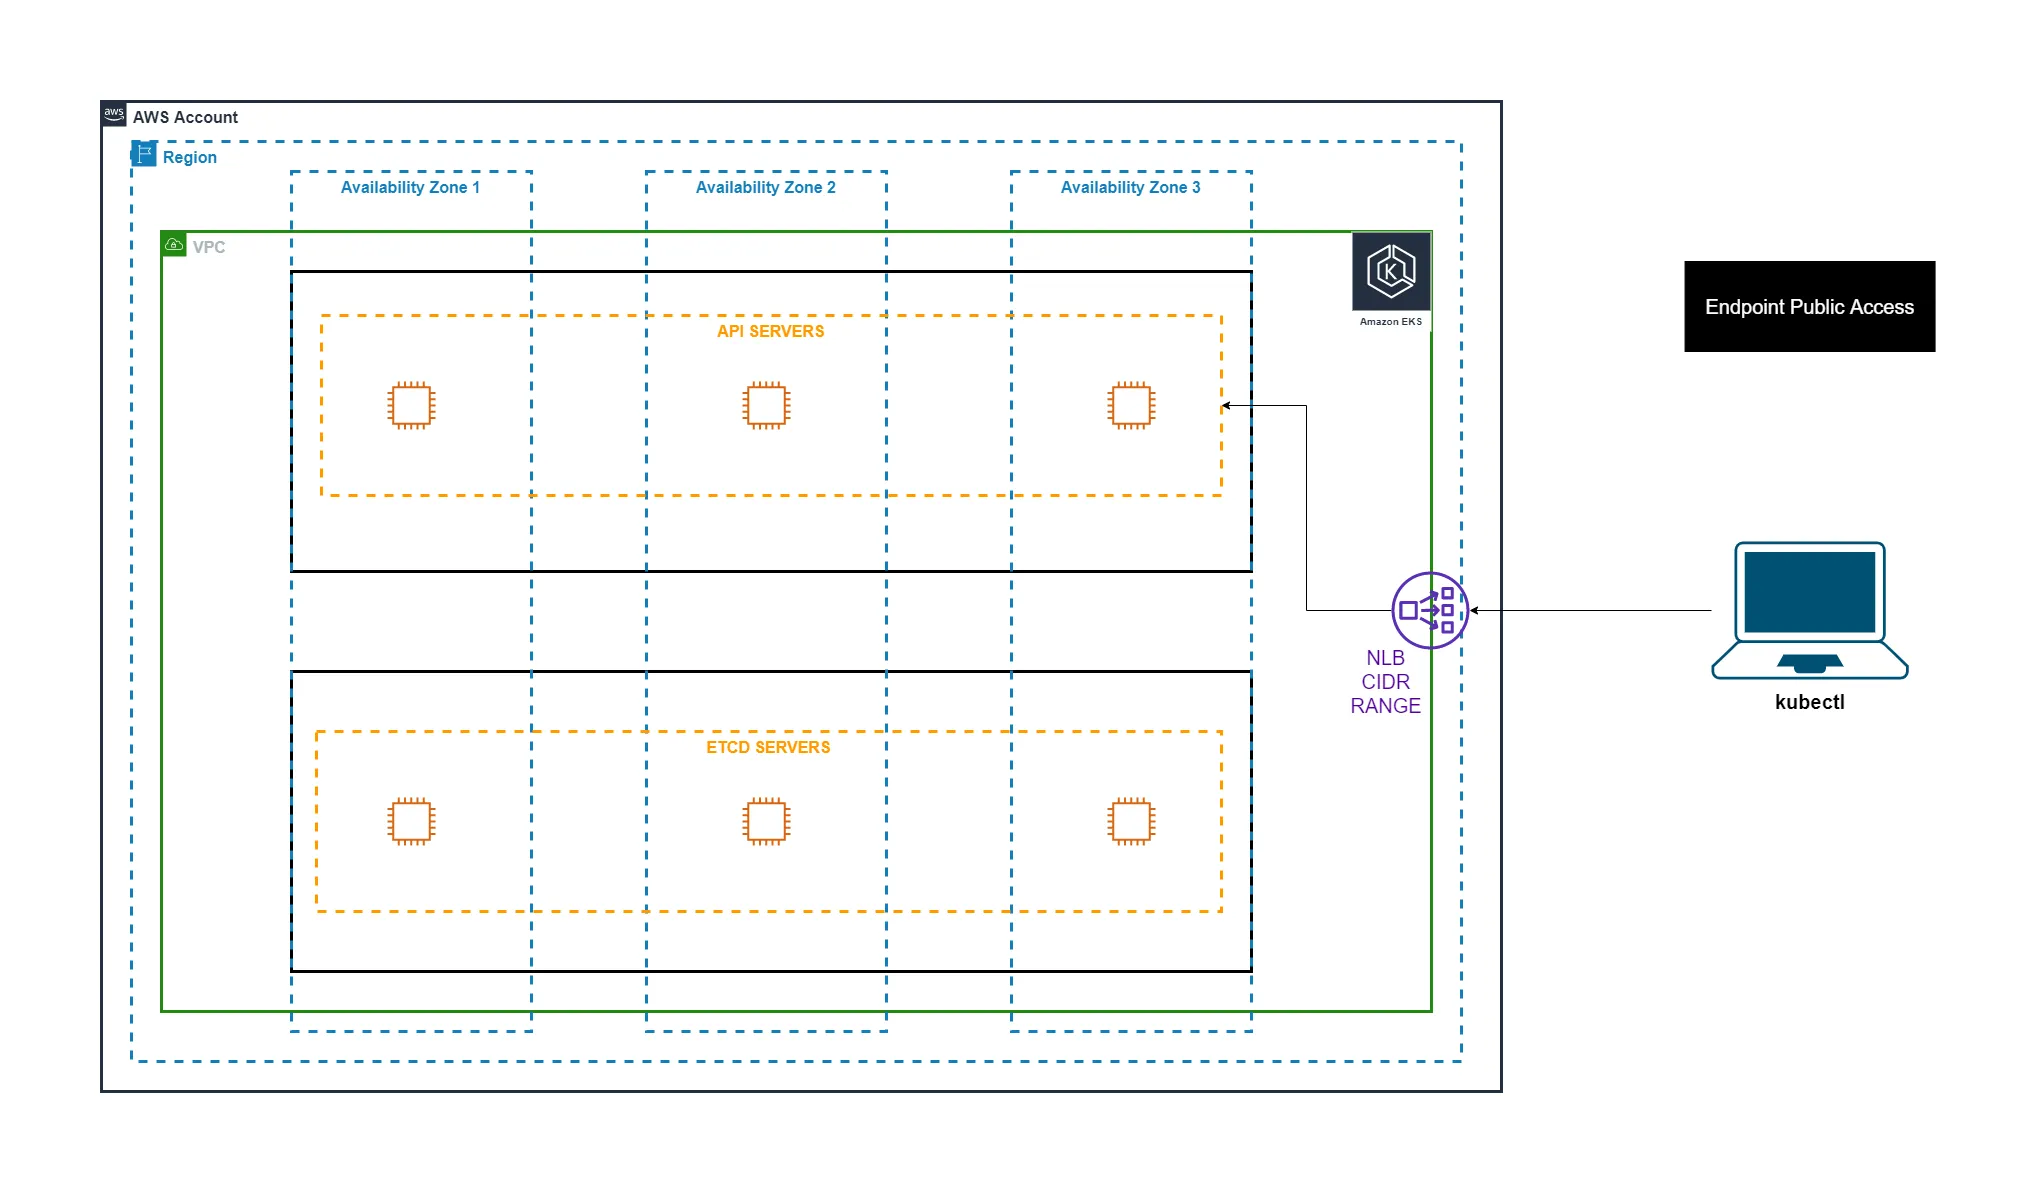 aws
AWS Account
Region
Availability Zone 1
Availability Zone 2
Availability Zone 3
VPC
K
Amazon EKS
API SERVERS
Endpoint Public Access
NLB
CIDR
RANGE
kubectl
ETCD SERVERS